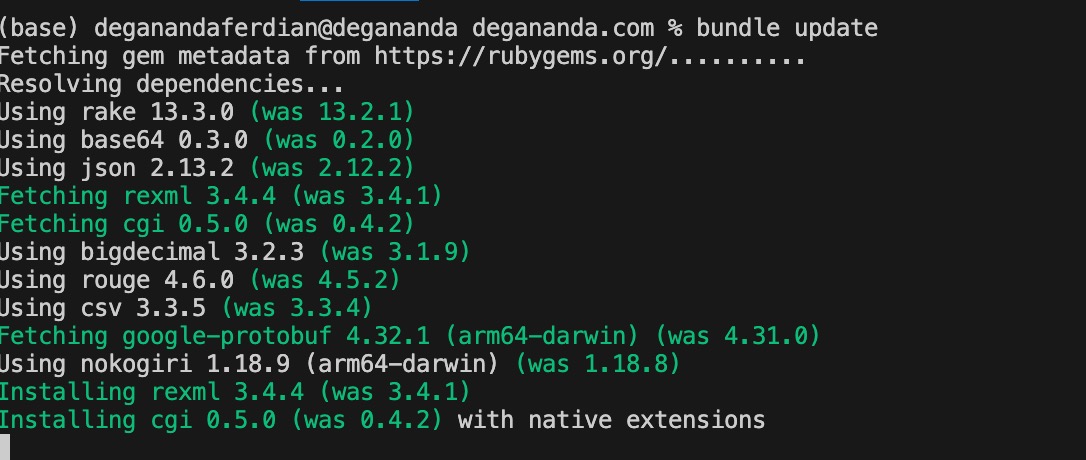 (base) deganandaferdian@degananda degananda.com % bundle update
Fetching gem metadata from https://rubygems.org/..........
Resolving dependencies...
Using rake 13.3.0 (was 13.2.1)
Using base64 0.3.0 (was 0.2.0)
Using json 2.13.2 (was 2.12.2)
Fetching rexml 3.4.4 (was 3.4.1)
Fetching cgi 0.5.0 (was 0.4.2)
Using bigdecimal 3.2.3 (was 3.1.9)
Using rouge 4.6.0 (was 4.5.2)
Using csv 3.3.5 (was 3.3.4)
Fetching google-protobuf 4.32.1 (arm64-darwin) (was 4.31.0)
Using nokogiri 1.18.9 (arm64-darwin) (was 1.18.8)
Installing rexml 3.4.4 (was 3.4.1)
Installing cgi 0.5.0 (was 0.4.2) with native extensions